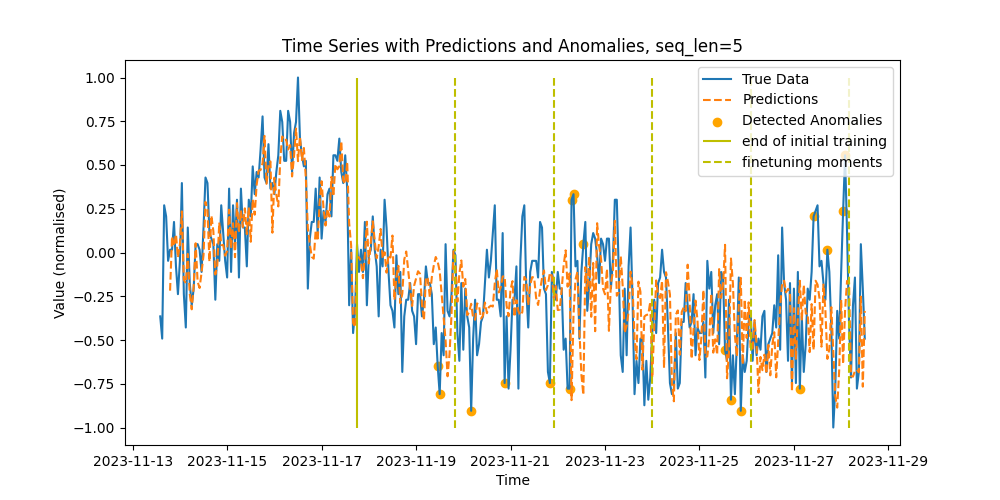 Time Series with Predictions and Anomalies, seq_len=5
True Data
Predictions
Detected Anomalies
end of initial training
finetuning moments
Value (normalised)
1.00
0.75
0.50
0.25
0.00
−0.25
−0.50
−0.75
−1.00
2023-11-13 2023-11-15 2023-11-17 2023-11-19 2023-11-21 2023-11-23 2023-11-25 2023-11-27 2023-11-29
Time